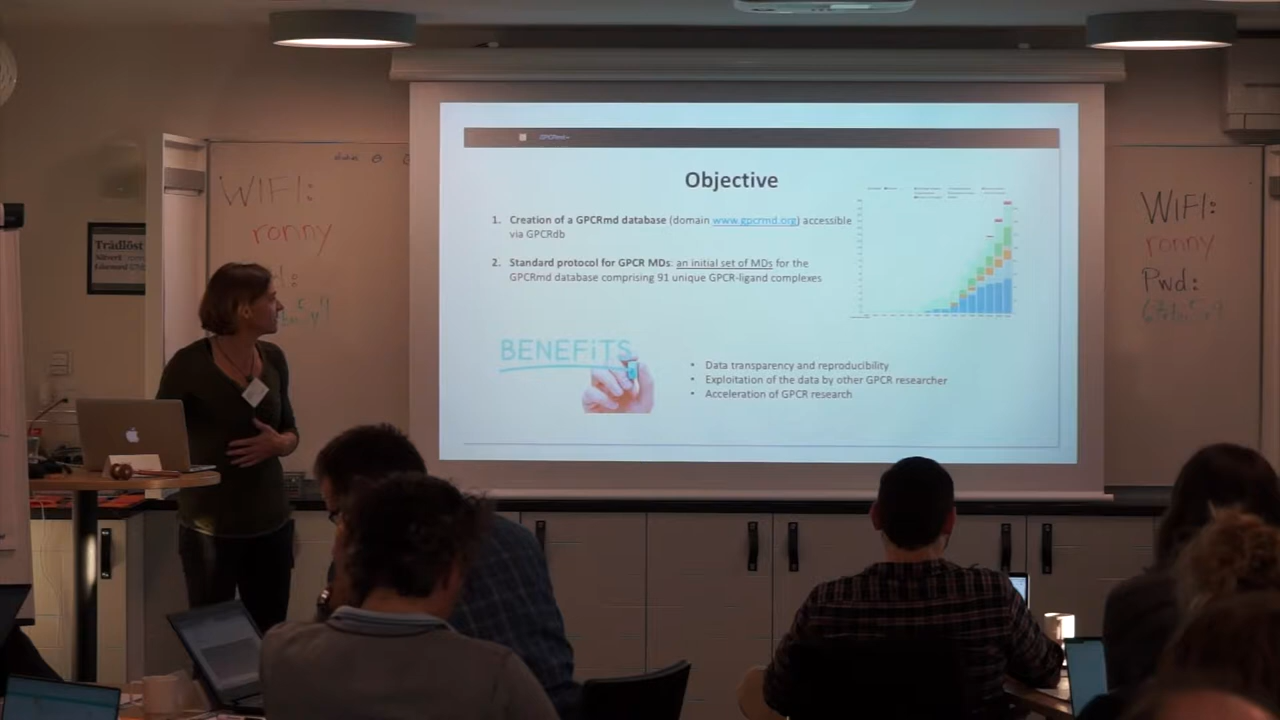 GPCRmd
Objective
1. Creation of a GPCRmd database (domain www.gpcrmd.org) accessible
via GPCRdb
2. Standard protocol for GPCR MDs: an initial set of MDs for the
GPCRmd database comprising 91 unique GPCR-ligand complexes
BENEFiTS
• Data transparency and reproducibility
• Exploitation of the data by other GPCR researcher
• Acceleration of GPCR research
WIFI:
ronny
Trådlöst
WIFI:
ronny
Pwd: